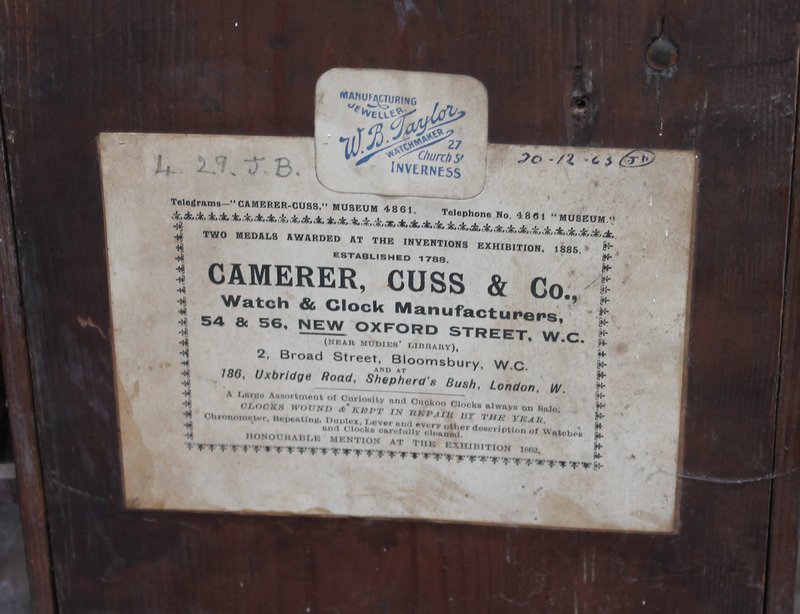 MANUFACTURING
JEWELLER.
W. B. Taylor
WATCHMAKER
27
Church St
INVERNESS
4. 29. J. B.
20-12-63
Telegrams—"CAMERER-CUSS," MUSEUM 4861. Telephone No. 4861 "MUSEUM."
TWO MEDALS AWARDED AT THE INVENTIONS EXHIBITION, 1885.
ESTABLISHED 1788.
CAMERER, CUSS & Co.,
Watch & Clock Manufacturers,
54 & 56, NEW OXFORD STREET, W.C.
(NEAR MUDIES' LIBRARY),
2, Broad Street, Bloomsbury, W.C.
AND AT
186, Uxbridge Road, Shepherd's Bush, London, W.
A Large Assortment of Curiosity and Cuckoo Clocks always on Sale.
CLOCKS WOUND & KEPT IN REPAIR BY THE YEAR.
Chronometer, Repeating, Duplex, Lever and every other description of Watches
and Clocks carefully cleaned.
HONOURABLE MENTION AT THE EXHIBITION 1862.